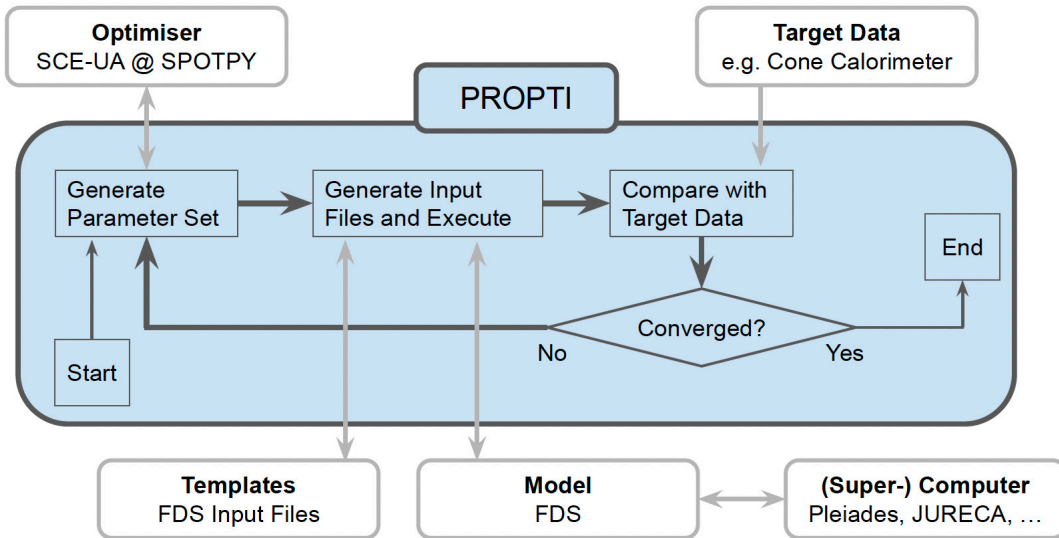 Optimiser
SCE-UA @ SPOTPY
Target Data
e.g. Cone Calorimeter
PROPTI
Generate
Parameter Set
Generate Input
Files and Execute
Compare with
Target Data
End
Converged?
No
Yes
Start
Templates
FDS Input Files
Model
FDS
(Super-) Computer
Pleiades, JURECA, …